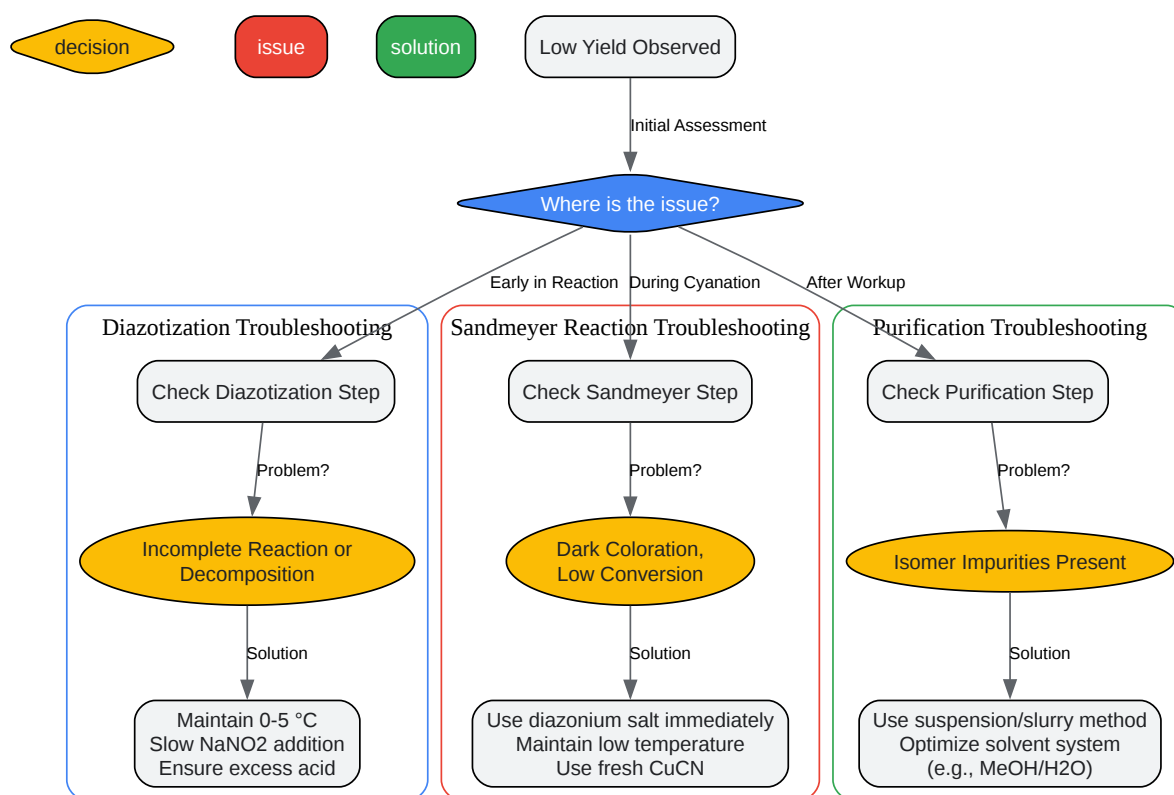 decision
issue
solution
Low Yield Observed
Initial Assessment
Where is the issue?
Early in Reaction
During Cyanation
After Workup
Diazotization Troubleshooting
Sandmeyer Reaction Troubleshooting
Purification Troubleshooting
Check Diazotization Step
Check Sandmeyer Step
Check Purification Step
Problem?
Problem?
Problem?
Incomplete Reaction or
Decomposition
Dark Coloration,
Low Conversion
Isomer Impurities Present
Solution
Solution
Solution
Maintain 0-5 °C
Slow NaNO2 addition
Ensure excess acid
Use diazonium salt immediately
Maintain low temperature
Use fresh CuCN
Use suspension/slurry method
Optimize solvent system
(e.g., MeOH/H2O)